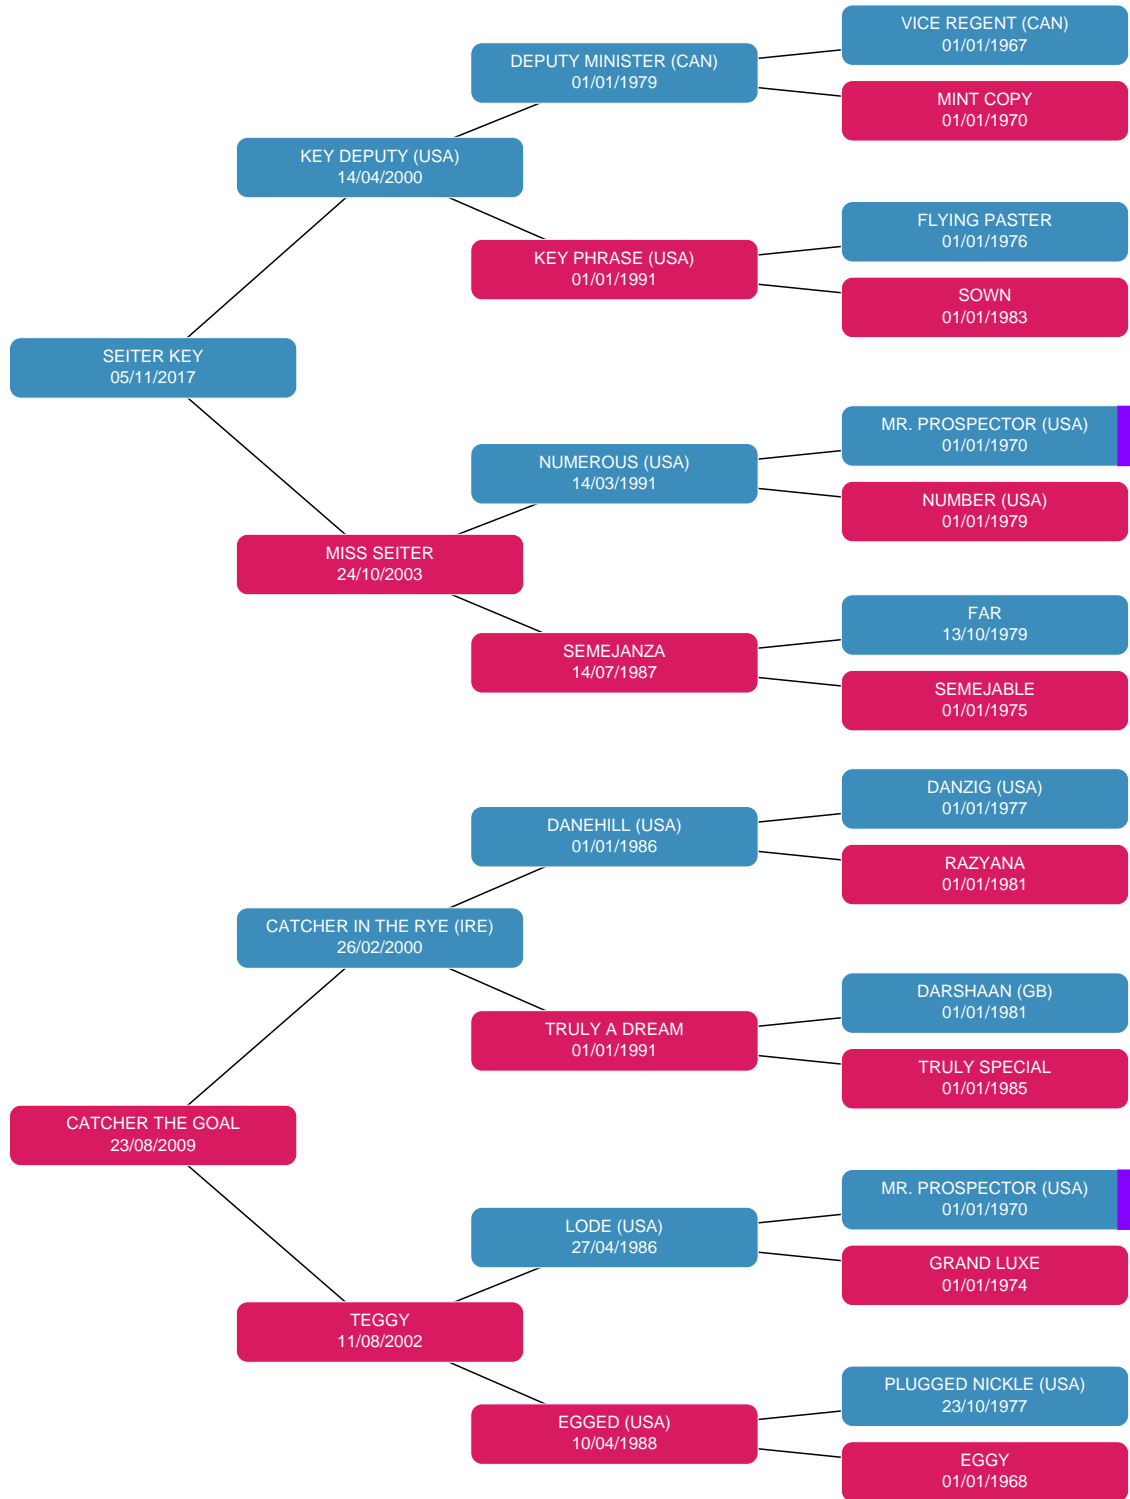 VICE REGENT (CAN)
01/01/1967
DEPUTY MINISTER (CAN)
01/01/1979
MINT COPY
01/01/1970
KEY DEPUTY (USA)
14/04/2000
FLYING PASTER
01/01/1976
KEY PHRASE (USA)
01/01/1991
SOWN
01/01/1983
SEITER KEY
05/11/2017
MR. PROSPECTOR (USA)
01/01/1970
NUMEROUS (USA)
14/03/1991
NUMBER (USA)
01/01/1979
MISS SEITER
24/10/2003
FAR
13/10/1979
SEMEJANZA
14/07/1987
SEMEJABLE
01/01/1975
DANZIG (USA)
01/01/1977
DANEHILL (USA)
01/01/1986
RAZYANA
01/01/1981
CATCHER IN THE RYE (IRE)
26/02/2000
DARSHAAN (GB)
01/01/1981
TRULY A DREAM
01/01/1991
TRULY SPECIAL
01/01/1985
CATCHER THE GOAL
23/08/2009
MR. PROSPECTOR (USA)
01/01/1970
LODE (USA)
27/04/1986
GRAND LUXE
01/01/1974
TEGGY
11/08/2002
PLUGGED NICKLE (USA)
23/10/1977
EGGED (USA)
10/04/1988
EGGY
01/01/1968